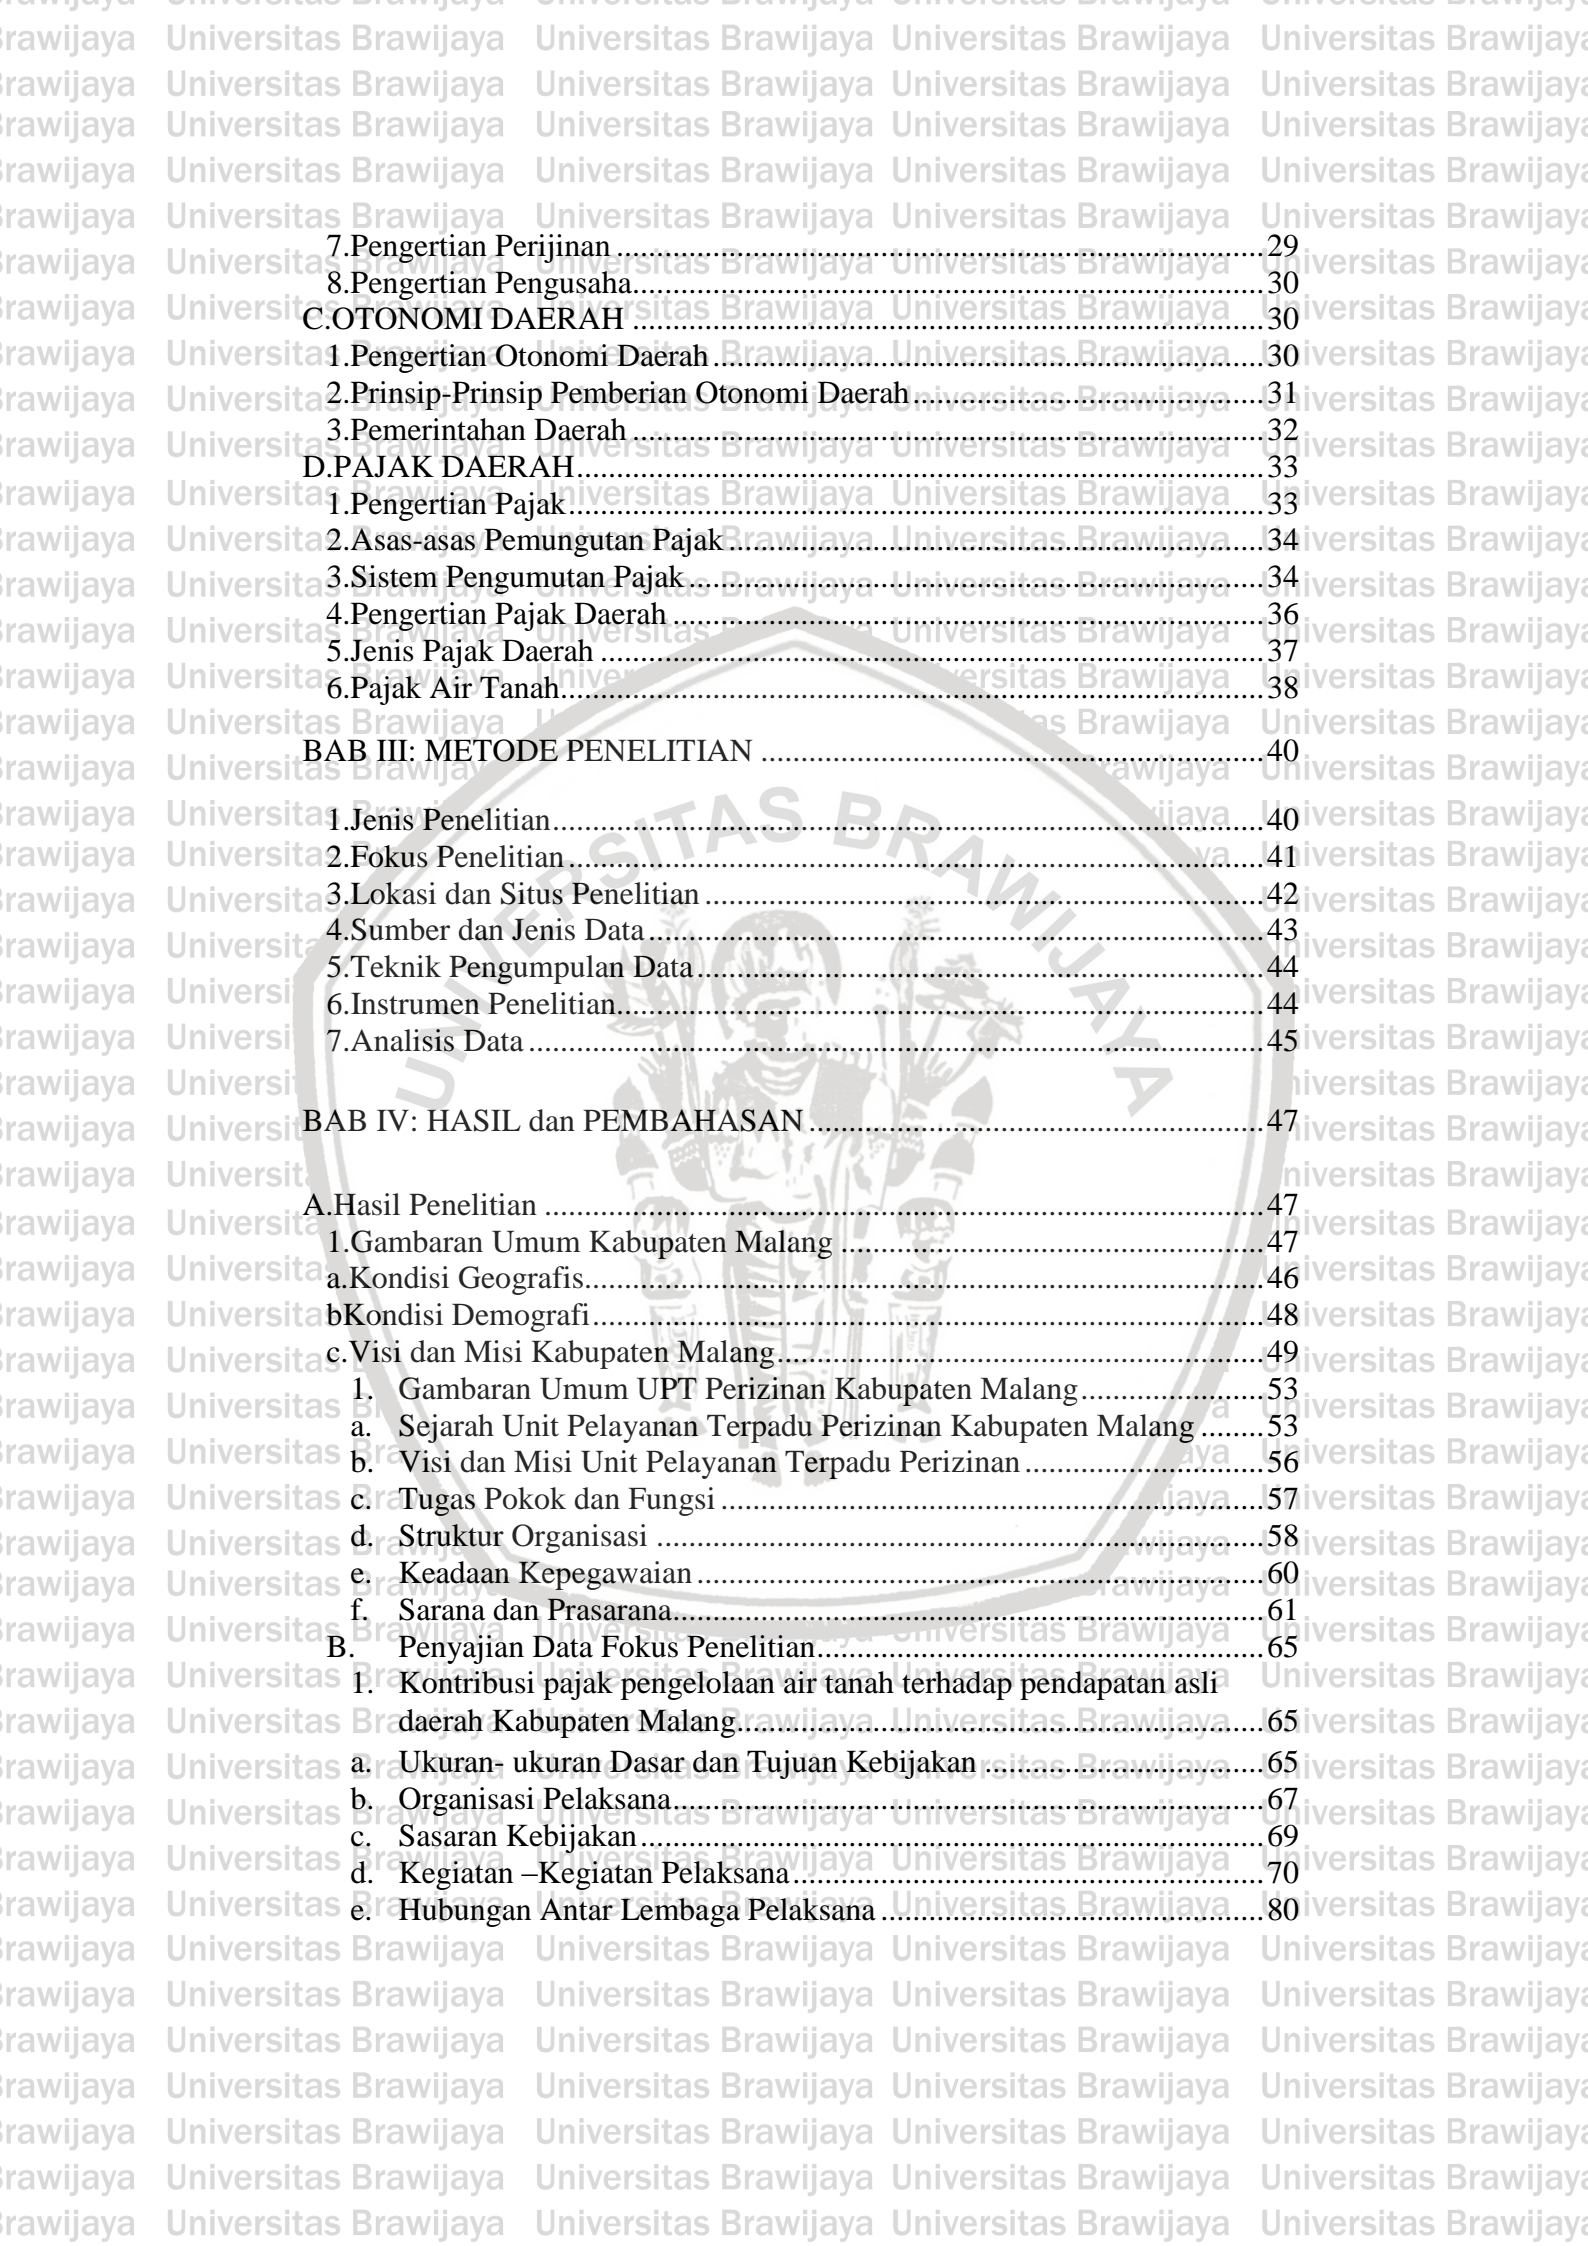 7.Pengertian Perijinan ........ 29
8.Pengertian Pengusaha ........ 30
C.OTONOMI DAERAH ........ 30
1.Pengertian Otonomi Daerah ........ 30
2.Prinsip-Prinsip Pemberian Otonomi Daerah ........ 31
3.Pemerintahan Daerah ........ 32
D.PAJAK DAERAH ........ 33
1.Pengertian Pajak ........ 33
2.Asas-asas Pemungutan Pajak ........ 34
3.Sistem Pengumutan Pajak ........ 34
4.Pengertian Pajak Daerah ........ 36
5.Jenis Pajak Daerah ........ 37
6.Pajak Air Tanah ........ 38
BAB III: METODE PENELITIAN ........ 40
1.Jenis Penelitian ........ 40
2.Fokus Penelitian ........ 41
3.Lokasi dan Situs Penelitian ........ 42
4.Sumber dan Jenis Data ........ 43
5.Teknik Pengumpulan Data ........ 44
6.Instrumen Penelitian ........ 44
7.Analisis Data ........ 45
BAB IV: HASIL dan PEMBAHASAN ........ 47
A.Hasil Penelitian ........ 47
1.Gambaran Umum Kabupaten Malang ........ 47
a.Kondisi Geografis ........ 46
bKondisi Demografi ........ 48
c.Visi dan Misi Kabupaten Malang ........ 49
1. Gambaran Umum UPT Perizinan Kabupaten Malang ........ 53
a. Sejarah Unit Pelayanan Terpadu Perizinan Kabupaten Malang ........ 53
b. Visi dan Misi Unit Pelayanan Terpadu Perizinan ........ 56
c. Tugas Pokok dan Fungsi ........ 57
d. Struktur Organisasi ........ 58
e. Keadaan Kepegawaian ........ 60
f. Sarana dan Prasarana ........ 61
B. Penyajian Data Fokus Penelitian ........ 65
1. Kontribusi pajak pengelolaan air tanah terhadap pendapatan asli
daerah Kabupaten Malang ........ 65
a. Ukuran- ukuran Dasar dan Tujuan Kebijakan ........ 65
b. Organisasi Pelaksana ........ 67
c. Sasaran Kebijakan ........ 69
d. Kegiatan –Kegiatan Pelaksana ........ 70
e. Hubungan Antar Lembaga Pelaksana ........ 80
UNIVERSITAS BRAWIJAYA